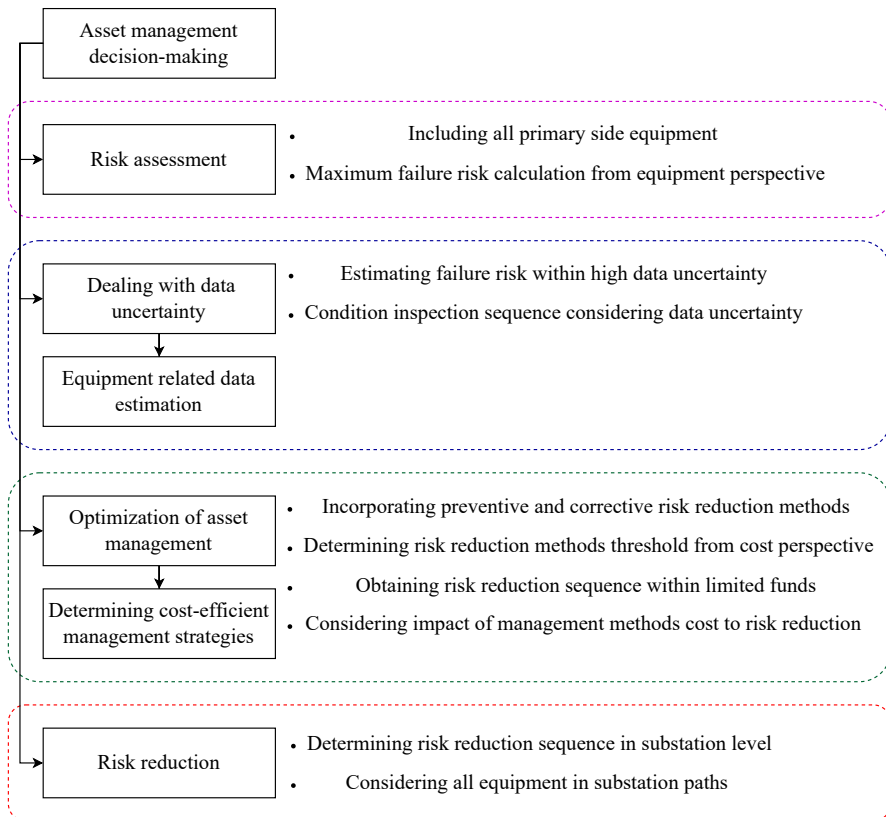 Asset management
decision-making
Risk assessment
• Including all primary side equipment
• Maximum failure risk calculation from equipment perspective
Dealing with data
uncertainty
• Estimating failure risk within high data uncertainty
• Condition inspection sequence considering data uncertainty
Equipment related data
estimation
Optimization of asset
management
• Incorporating preventive and corrective risk reduction methods
• Determining risk reduction methods threshold from cost perspective
Determining cost-efficient
management strategies
• Obtaining risk reduction sequence within limited funds
• Considering impact of management methods cost to risk reduction
Risk reduction
• Determining risk reduction sequence in substation level
• Considering all equipment in substation paths